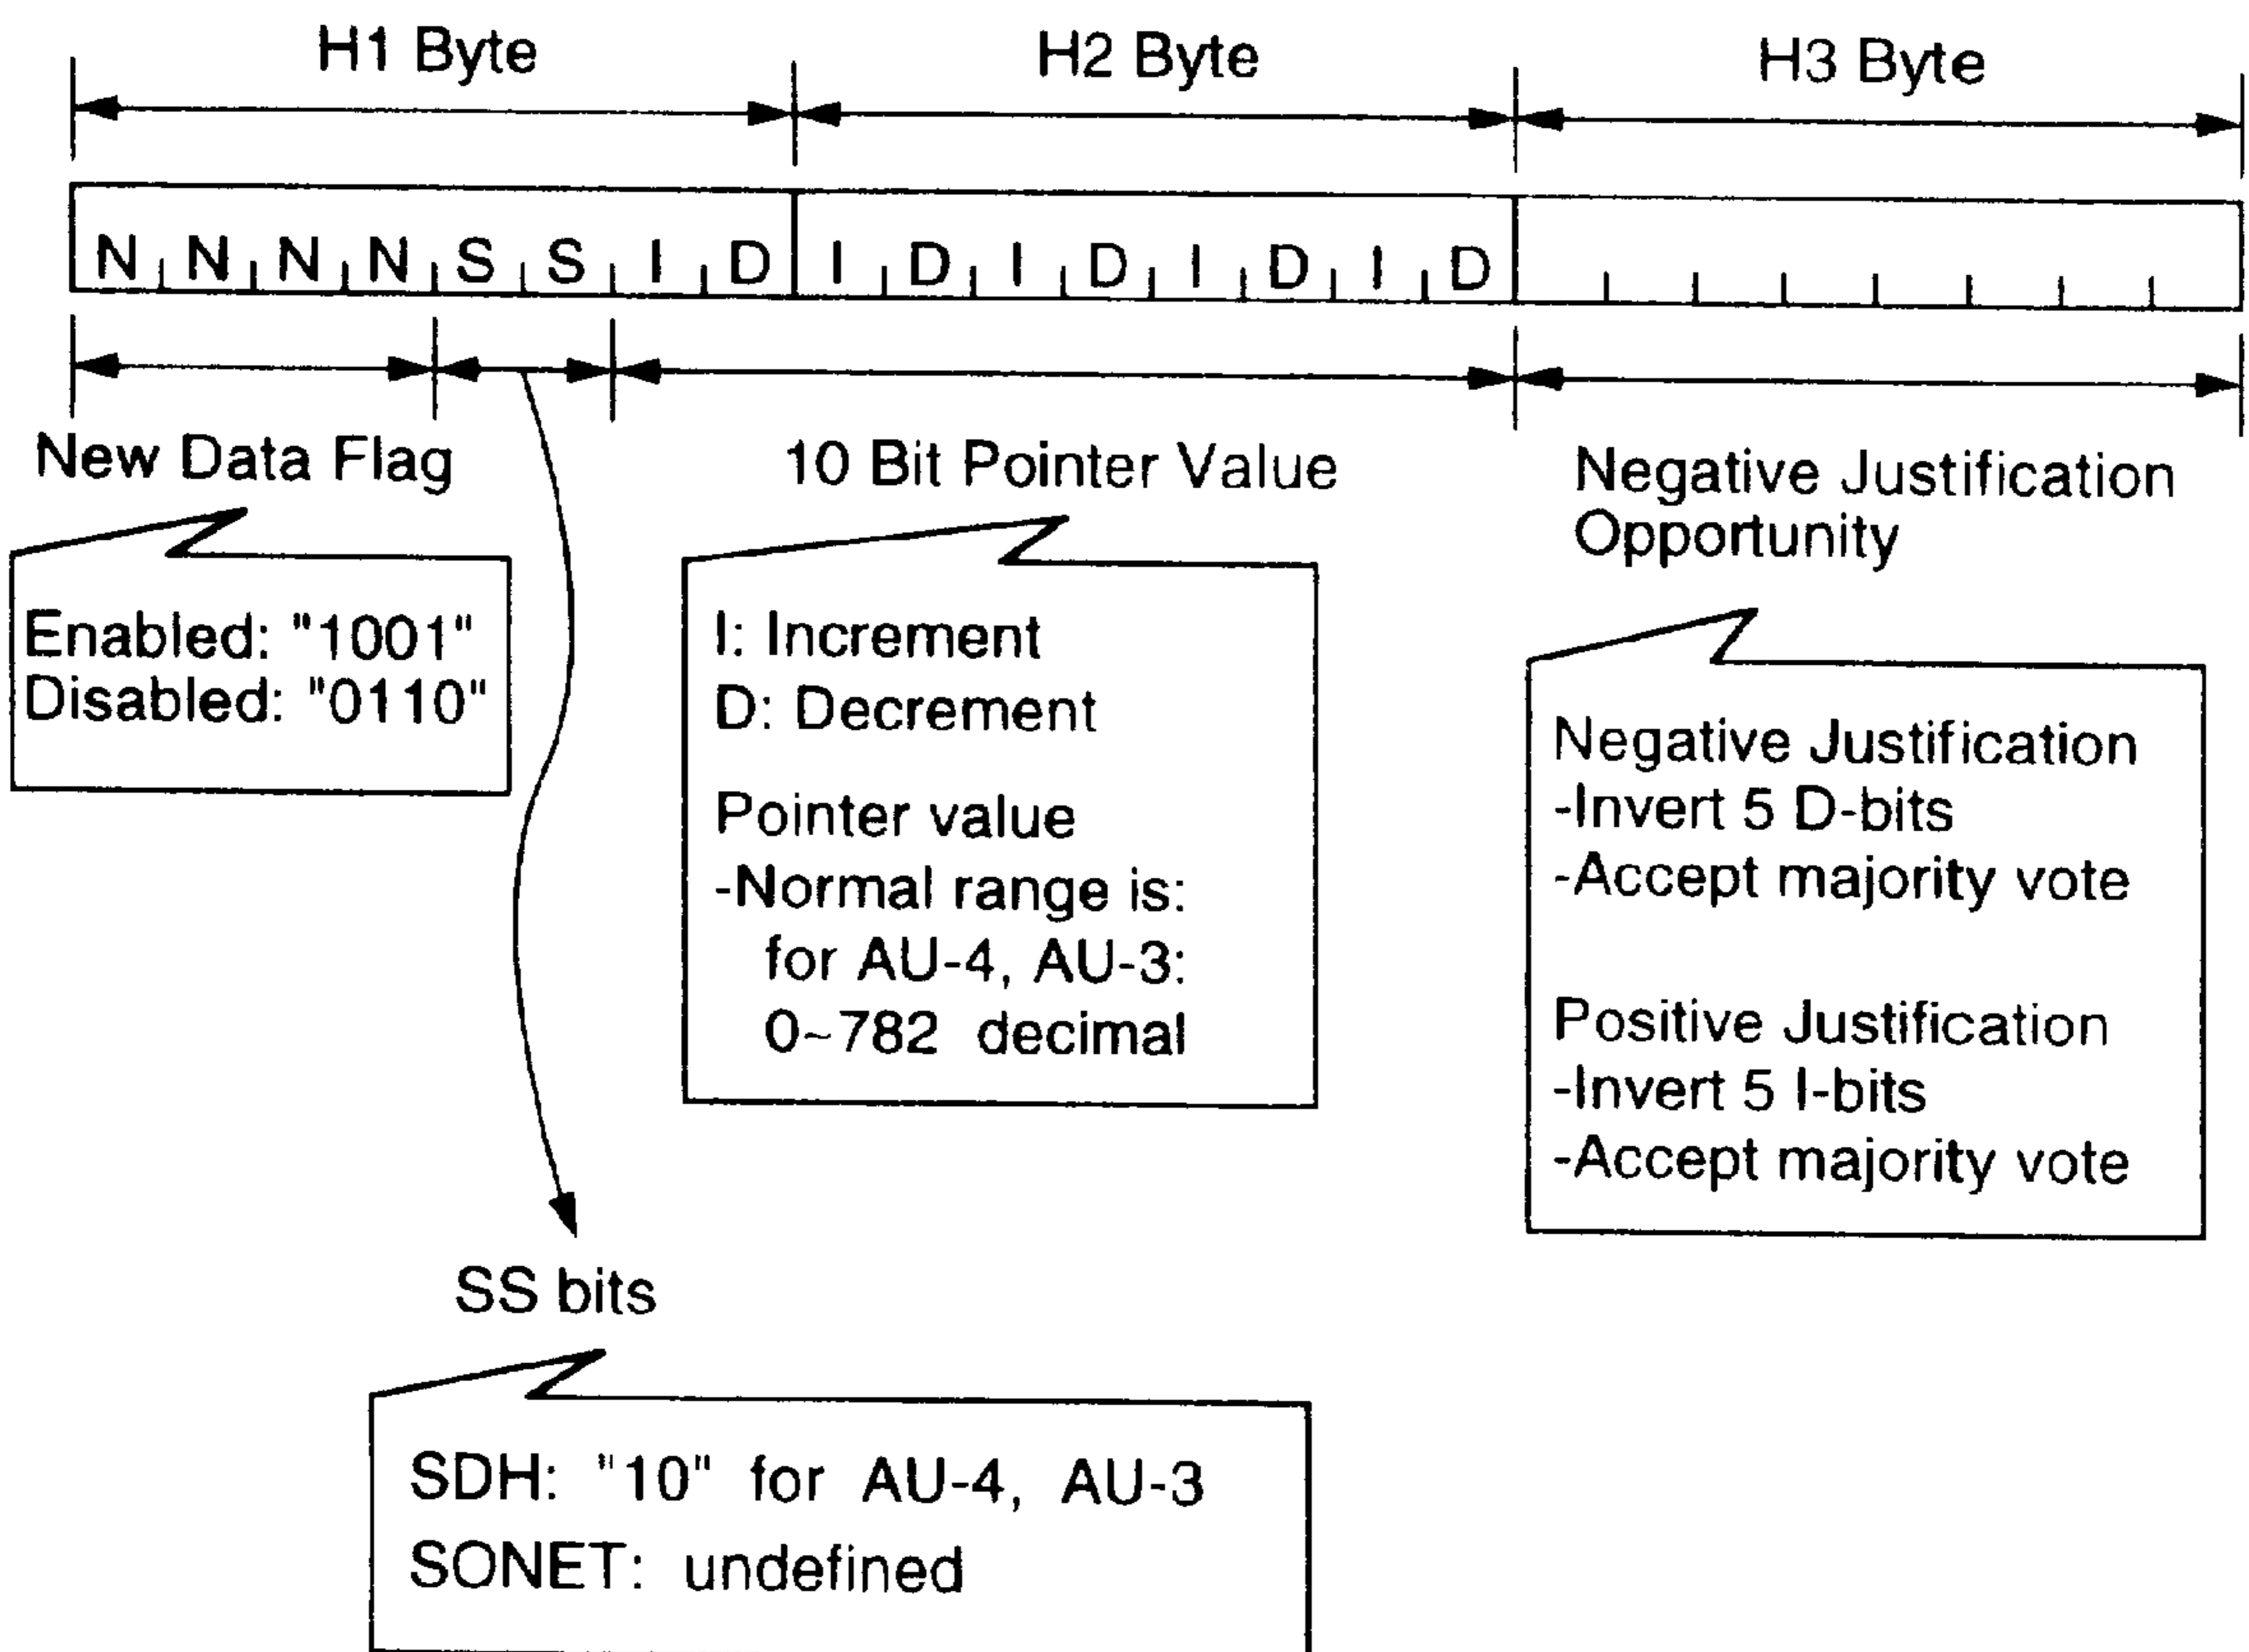 H1 Byte
H2 Byte
H3 Byte
N N N N S S I D I D I D I D I D
New Data Flag
10 Bit Pointer Value
Negative Justification
Opportunity
Enabled: "1001"
Disabled: "0110"
I: Increment
D: Decrement
Pointer value
-Normal range is:
for AU-4, AU-3:
0~782 decimal
Negative Justification
-Invert 5 D-bits
-Accept majority vote
Positive Justification
-Invert 5 I-bits
-Accept majority vote
SS bits
SDH: "10" for AU-4, AU-3
SONET: undefined